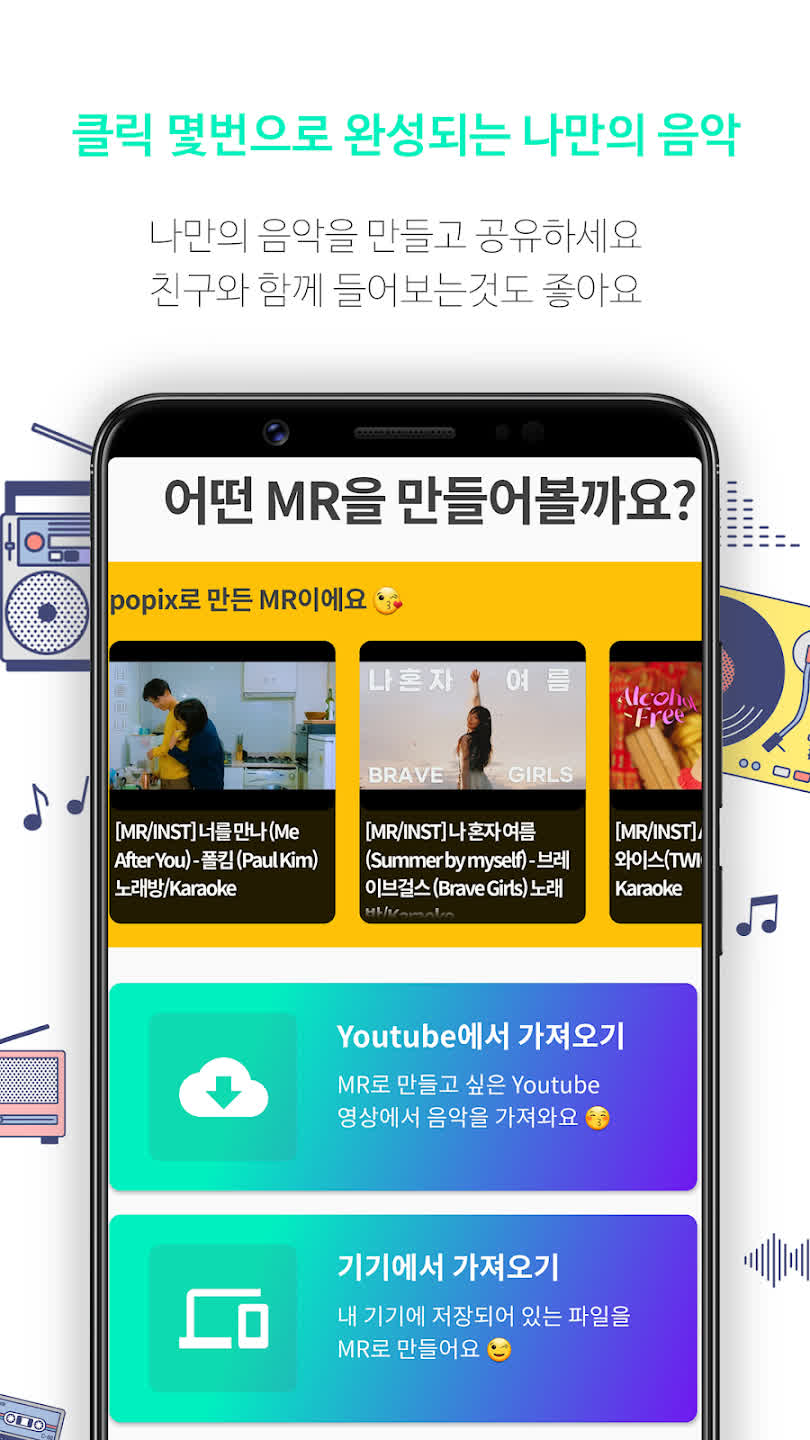 클릭 몇번으로 완성되는 나만의 음악
나만의 음악을 만들고 공유하세요
친구와 함께 들어보는것도 좋아요
어떤 MR을 만들어볼까요?
popix로 만든 MR이에요 😘
나 혼자 여 름
BRAVE GIRLS
Alcohol
-Free
[MR/INST] 너를 만나 (Me
After You) - 폴킴 (Paul Kim)
노래방/Karaoke
[MR/INST] 나 혼자 여름
(Summer by myself) - 브레
이브걸스 (Brave Girls) 노래
방/Karaoke
[MR/INST]
와이스(TWI
Karaoke
Youtube에서 가져오기
MR로 만들고 싶은 Youtube
영상에서 음악을 가져와요 😚
기기에서 가져오기
내 기기에 저장되어 있는 파일을
MR로 만들어요 😉